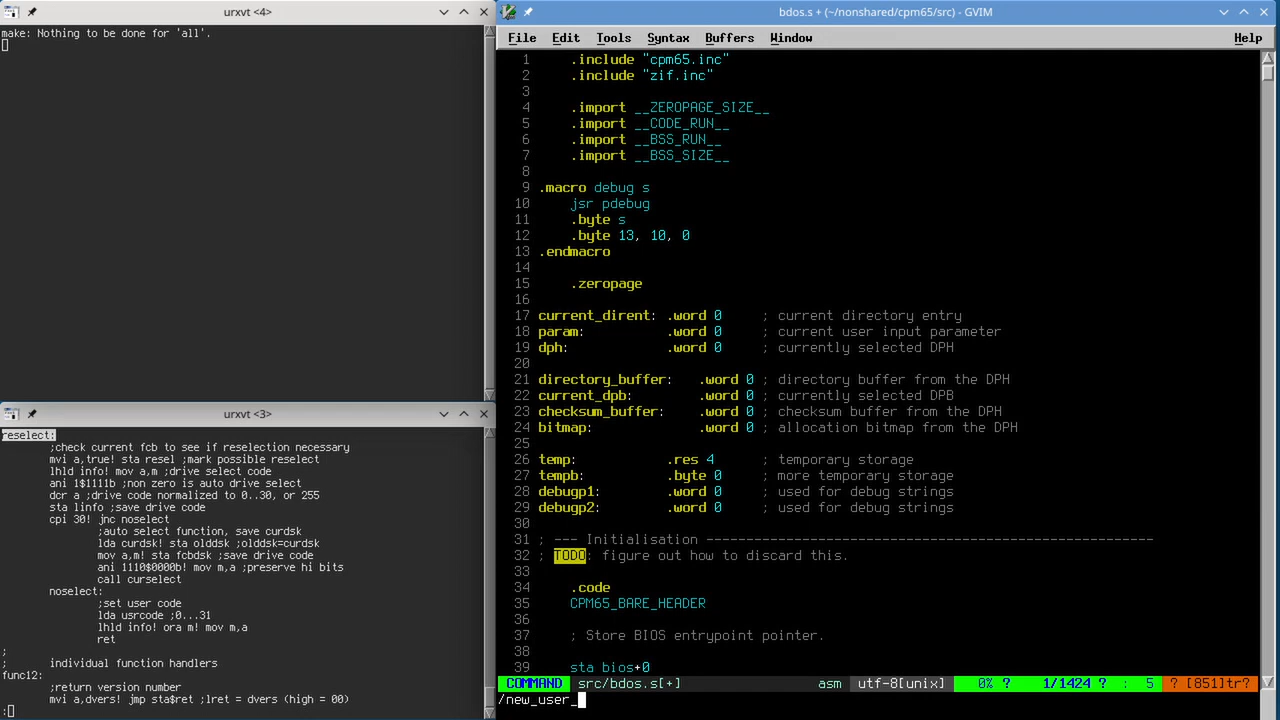 urxvt <4>
make: Nothing to be done for 'all'.
urxvt <3>
reselect:
;check current fcb to see if reselection necessary
mvi a,true! sta resel ;mark possible reselect
lhld info! mov a,m ;drive select code
ani 1$1111b ;non zero is auto drive select
dcr a ;drive code normalized to 0..30, or 255
sta linfo ;save drive code
cpi 30! jnc noselect
;auto select function, save curdsk
lda curdsk! sta olddsk ;olddsk=curdsk
mov a,m! sta fcbdsk ;save drive code
ani 1110$0000b! mov m,a ;preserve hi bits
call curselect
noselect:
;set user code
lda usrcode ;0...31
lhld info! ora m! mov m,a
ret
;
; individual function handlers
func12:
;return version number
mvi a,dvers! jmp sta$ret ;lret = dvers (high = 00)
:
bdos.s + (~/nonshared/cpm65/src) - GVIM
File Edit Tools Syntax Buffers Window Help
1 .include "cpm65.inc"
2 .include "zif.inc"
3
4 .import __ZEROPAGE_SIZE__
5 .import __CODE_RUN__
6 .import __BSS_RUN__
7 .import __BSS_SIZE__
8
9 .macro debug s
10 jsr pdebug
11 .byte s
12 .byte 13, 10, 0
13 .endmacro
14
15 .zeropage
16
17 current_dirent: .word 0 ; current directory entry
18 param: .word 0 ; current user input parameter
19 dph: .word 0 ; currently selected DPH
20
21 directory_buffer: .word 0 ; directory buffer from the DPH
22 current_dpb: .word 0 ; currently selected DPB
23 checksum_buffer: .word 0 ; checksum buffer from the DPH
24 bitmap: .word 0 ; allocation bitmap from the DPH
25
26 temp: .res 4 ; temporary storage
27 tempb: .byte 0 ; more temporary storage
28 debugp1: .word 0 ; used for debug strings
29 debugp2: .word 0 ; used for debug strings
30
31 ; --- Initialisation --------------------------------------------------------
32 ; TODO: figure out how to discard this.
33
34 .code
35 CPM65_BARE_HEADER
36
37 ; Store BIOS entrypoint pointer.
38
39 sta bios+0
COMMAND src/bdos.s[+] asm utf-8[unix] 0% ? 1/1424 ? : 5 ? [851]tr?
/new_user_